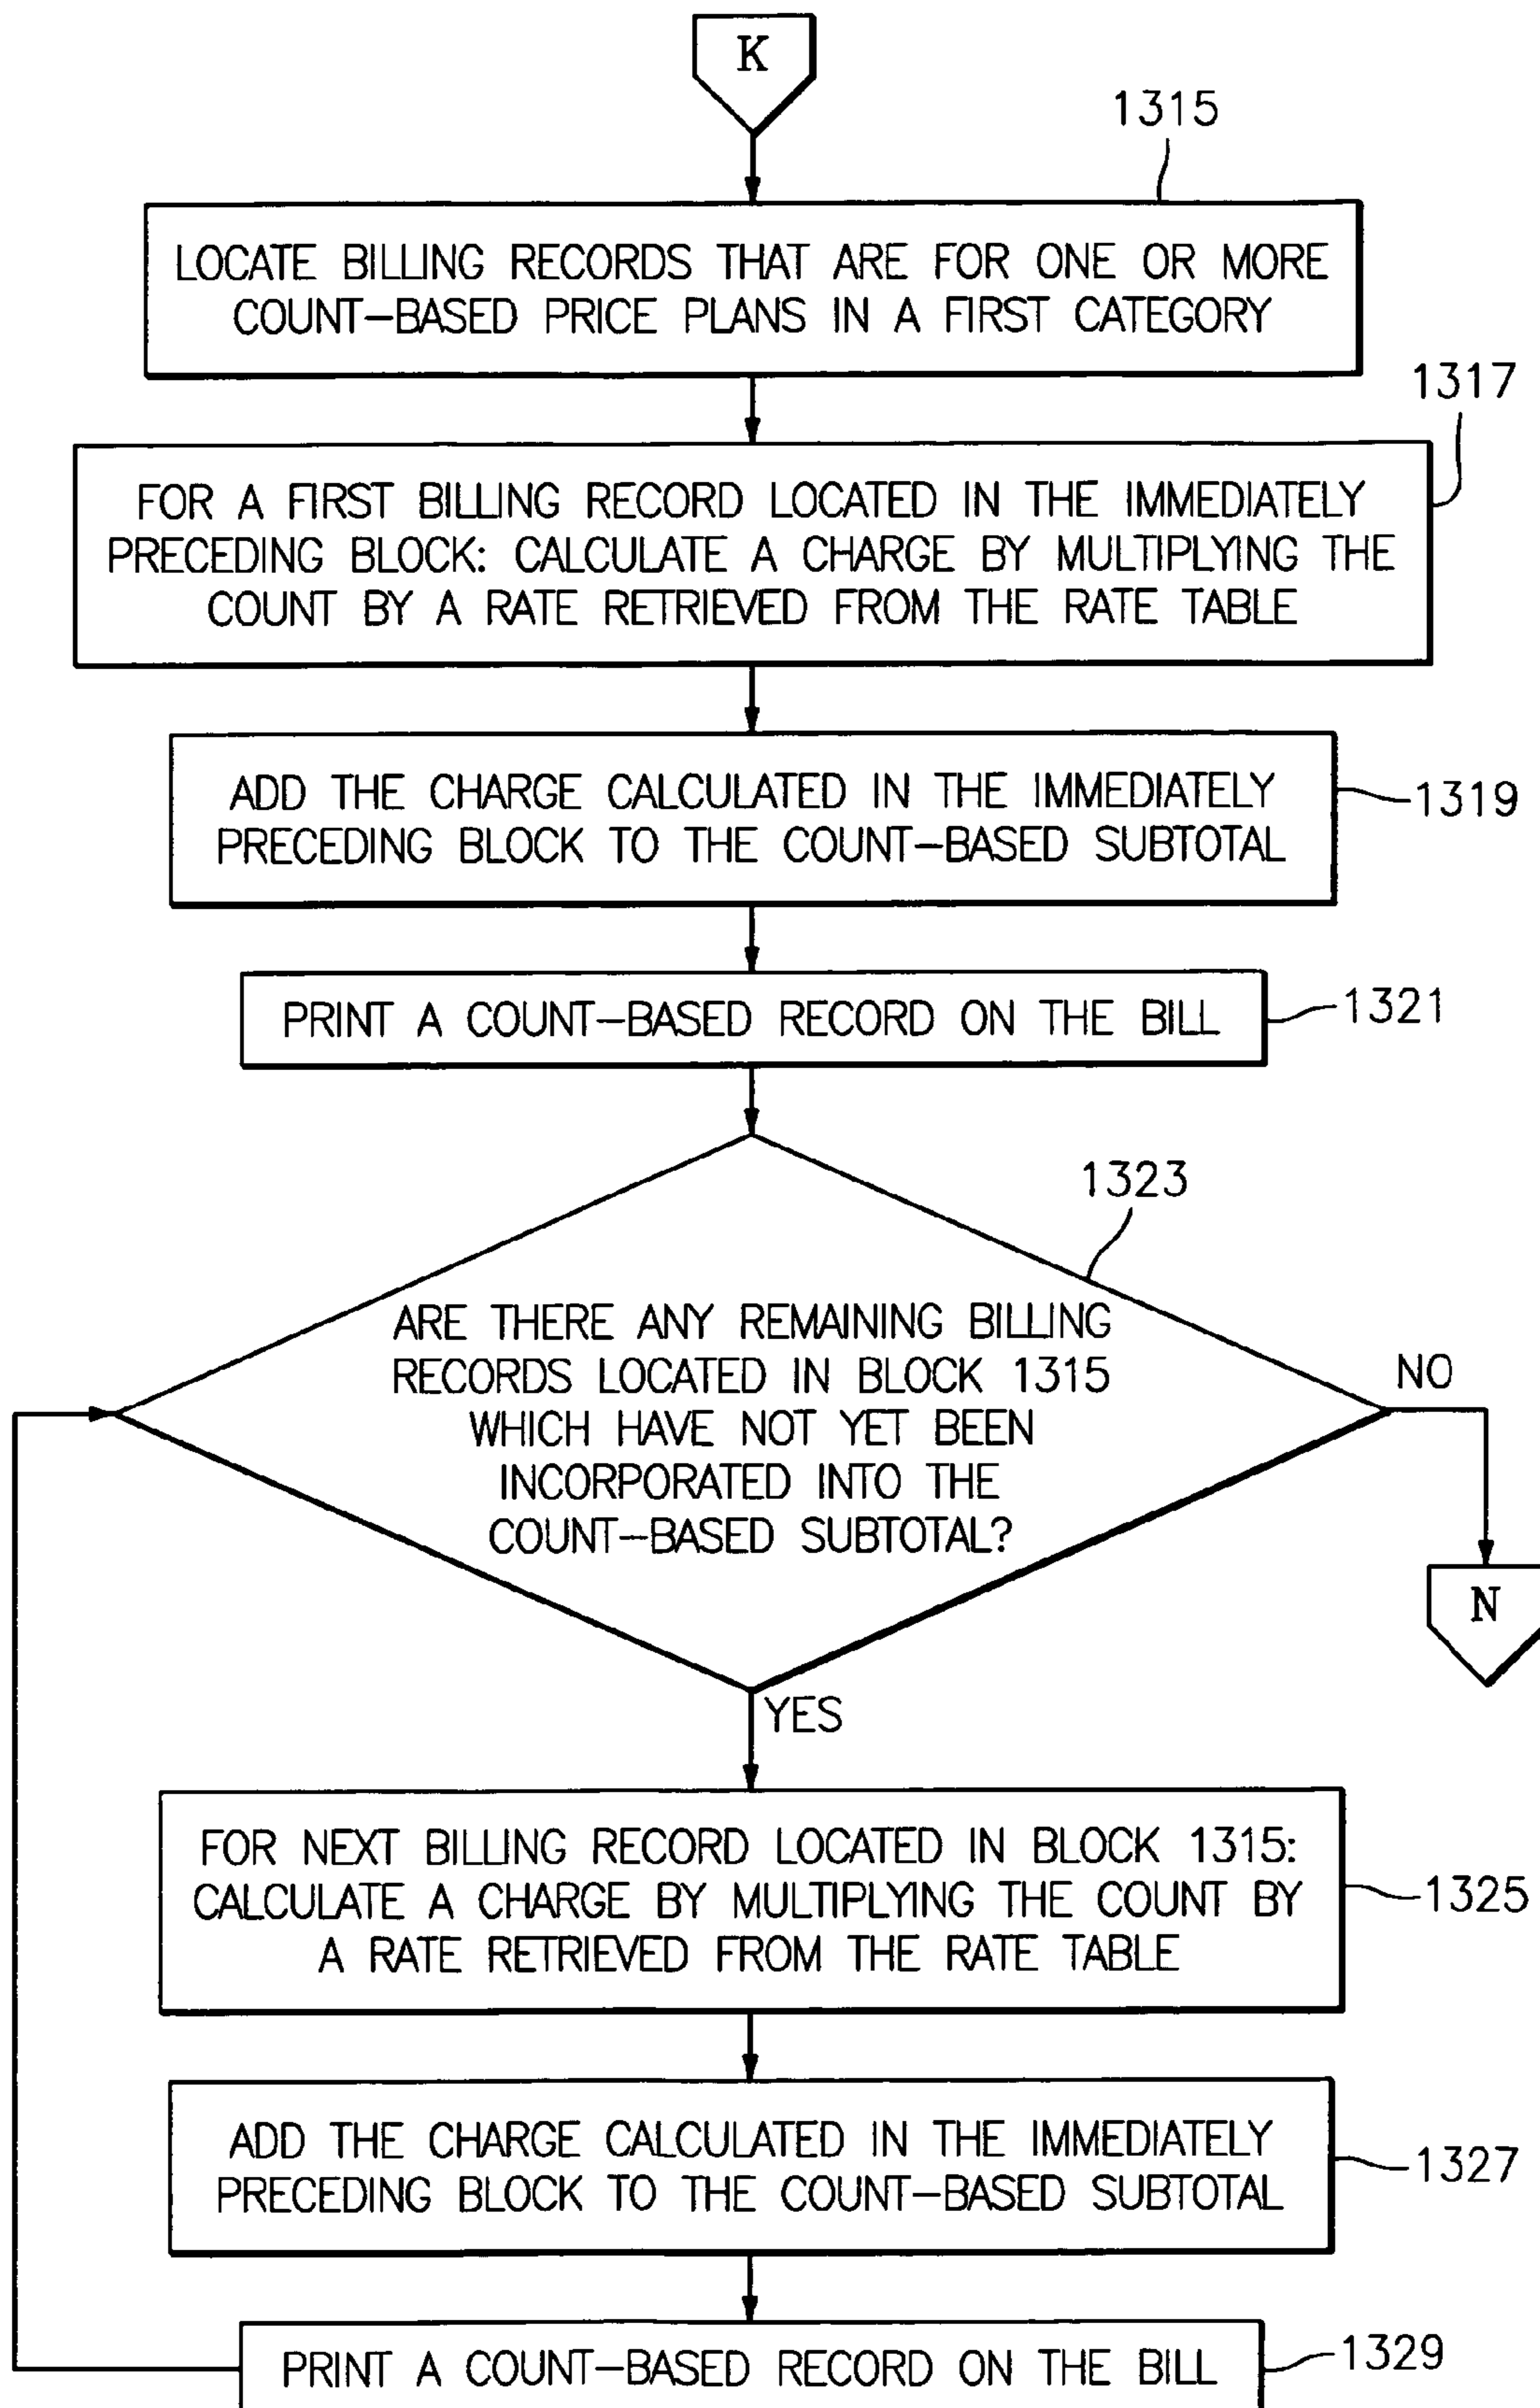 K
1315
LOCATE BILLING RECORDS THAT ARE FOR ONE OR MORE
COUNT-BASED PRICE PLANS IN A FIRST CATEGORY
1317
FOR A FIRST BILLING RECORD LOCATED IN THE IMMEDIATELY
PRECEDING BLOCK: CALCULATE A CHARGE BY MULTIPLYING THE
COUNT BY A RATE RETRIEVED FROM THE RATE TABLE
ADD THE CHARGE CALCULATED IN THE IMMEDIATELY
PRECEDING BLOCK TO THE COUNT-BASED SUBTOTAL
1319
PRINT A COUNT-BASED RECORD ON THE BILL
1321
1323
ARE THERE ANY REMAINING BILLING
RECORDS LOCATED IN BLOCK 1315
WHICH HAVE NOT YET BEEN
INCORPORATED INTO THE
COUNT-BASED SUBTOTAL?
NO
N
YES
FOR NEXT BILLING RECORD LOCATED IN BLOCK 1315:
CALCULATE A CHARGE BY MULTIPLYING THE COUNT BY
A RATE RETRIEVED FROM THE RATE TABLE
1325
ADD THE CHARGE CALCULATED IN THE IMMEDIATELY
PRECEDING BLOCK TO THE COUNT-BASED SUBTOTAL
1327
PRINT A COUNT-BASED RECORD ON THE BILL
1329